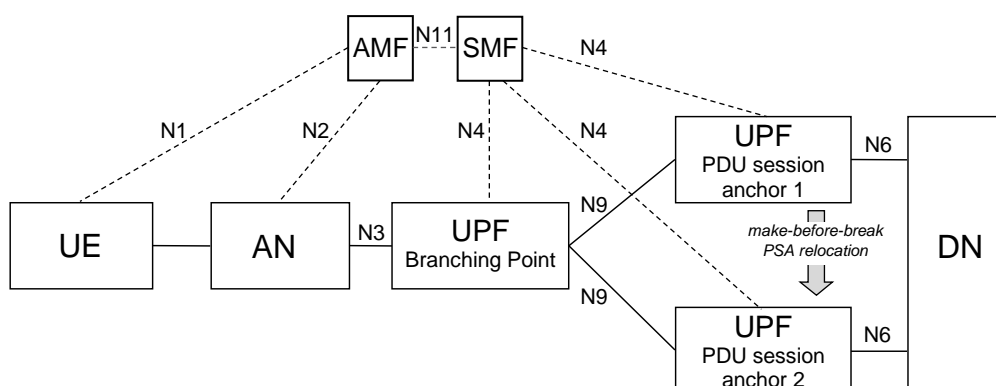 AMF
N11
SMF
N4
N1
N2
N4
N4
UPF
PDU session
anchor 1
N6
N9
UE
AN
N3
UPF
Branching Point
make-before-break
PSA relocation
DN
N9
UPF
PDU session
anchor 2
N6